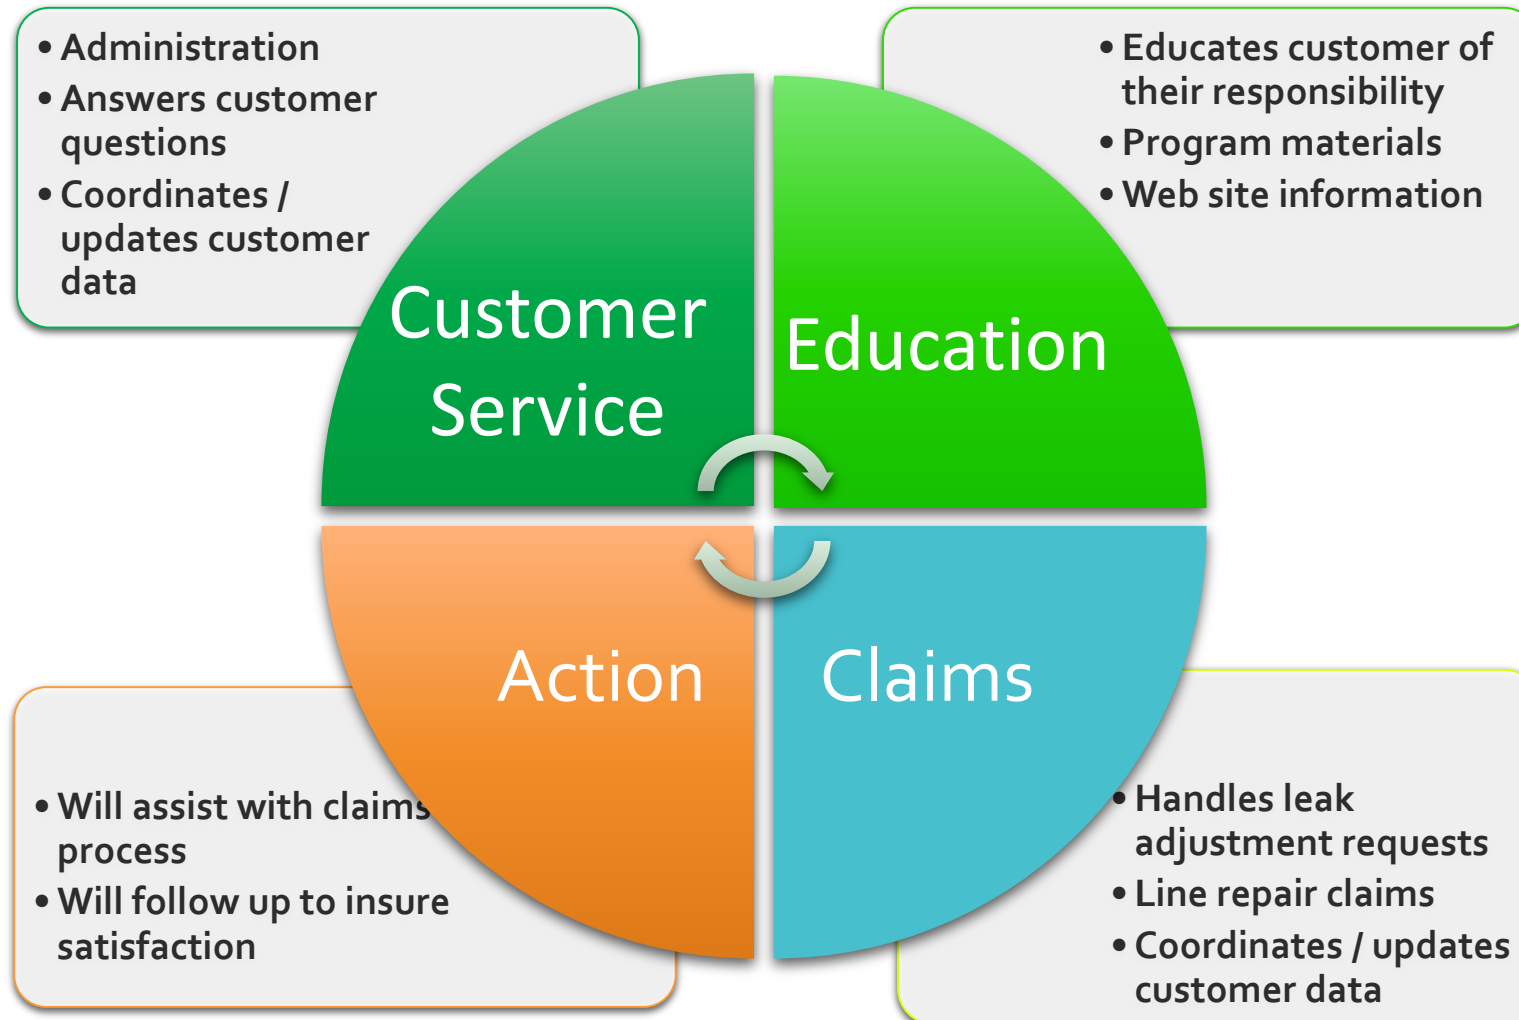 • Administration
• Answers customer
questions
• Coordinates /
updates customer
data
• Educates customer of
their responsibility
• Program materials
• Web site information
Customer
Service
Education
Action
Claims
• Will assist with claims
process
• Will follow up to insure
satisfaction
• Handles leak
adjustment requests
• Line repair claims
• Coordinates / updates
customer data